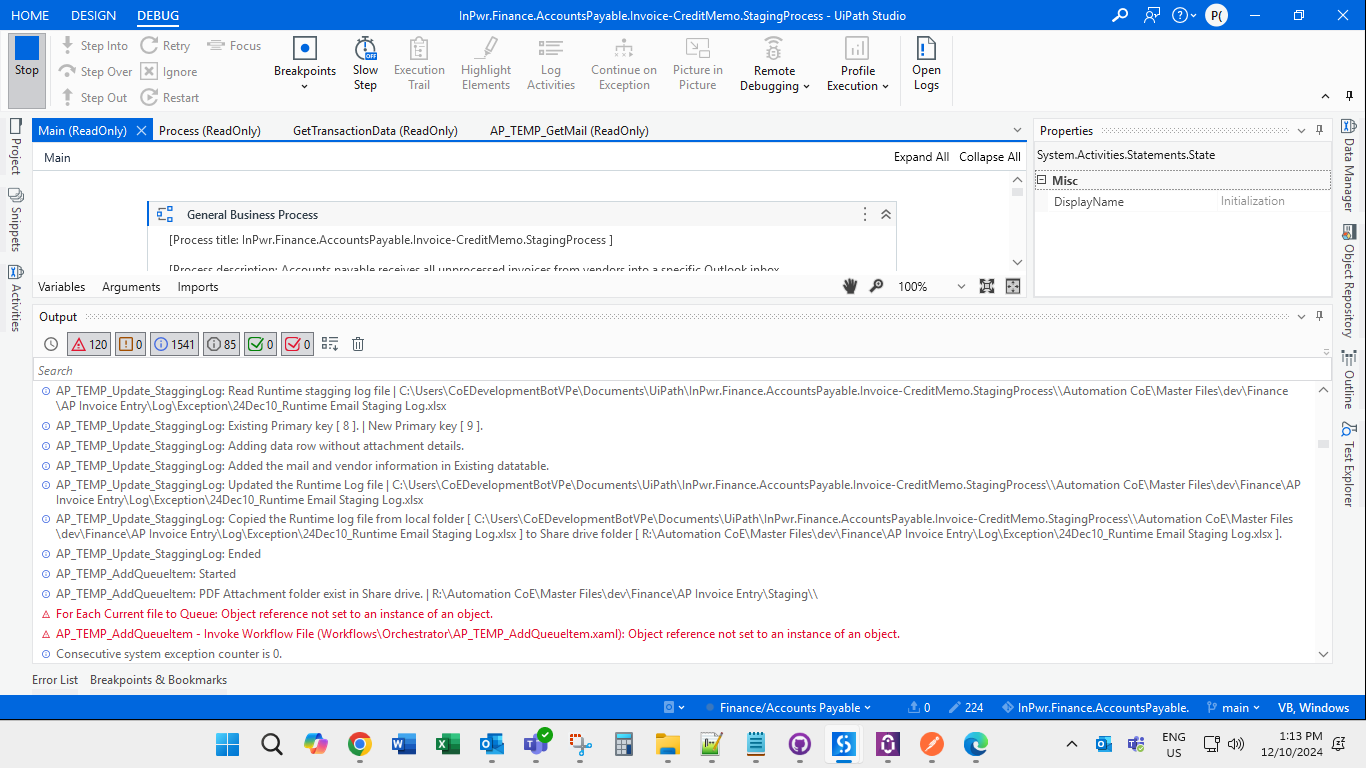 HOME DESIGN DEBUG InPwr.Finance.AccountsPayable.Invoice-CreditMemo.StagingProcess - UiPath Studio P(
Stop
Step Into Retry Focus
Step Over Ignore
Step Out Restart
Breakpoints
Slow Step
Execution Trail
Highlight Elements
Log Activities
Continue on Exception
Picture in Picture
Remote Debugging
Profile Execution
Open Logs
Main (ReadOnly) Process (ReadOnly) GetTransactionData (ReadOnly) AP_TEMP_GetMail (ReadOnly)
Main Expand All Collapse All
General Business Process
[Process title: InPwr.Finance.AccountsPayable.Invoice-CreditMemo.StagingProcess ]
[Process description: Accounts payable receives all unprocessed invoices from vendors into a specific Outlook inbox
Variables Arguments Imports 100%
Properties
System.Activities.Statements.State
Misc
DisplayName Initialization
Project
Snippets
Activities
Data Manager
Object Repository
Outline
Test Explorer
Output
120 0 1541 85 0 0
Search
AP_TEMP_Update_StaggingLog: Read Runtime stagging log file | C:\Users\CoEDevelopmentBotVPe\Documents\UiPath\InPwr.Finance.AccountsPayable.Invoice-CreditMemo.StagingProcess\\Automation CoE\Master Files\dev\Finance
\AP Invoice Entry\Log\Exception\24Dec10_Runtime Email Staging Log.xlsx
AP_TEMP_Update_StaggingLog: Existing Primary key [ 8 ]. | New Primary key [ 9 ].
AP_TEMP_Update_StaggingLog: Adding data row without attachment details.
AP_TEMP_Update_StaggingLog: Added the mail and vendor information in Existing datatable.
AP_TEMP_Update_StaggingLog: Updated the Runtime Log file | C:\Users\CoEDevelopmentBotVPe\Documents\UiPath\InPwr.Finance.AccountsPayable.Invoice-CreditMemo.StagingProcess\\Automation CoE\Master Files\dev\Finance\AP
Invoice Entry\Log\Exception\24Dec10_Runtime Email Staging Log.xlsx
AP_TEMP_Update_StaggingLog: Copied the Runtime log file from local folder [ C:\Users\CoEDevelopmentBotVPe\Documents\UiPath\InPwr.Finance.AccountsPayable.Invoice-CreditMemo.StagingProcess\\Automation CoE\Master Files
\dev\Finance\AP Invoice Entry\Log\Exception\24Dec10_Runtime Email Staging Log.xlsx ] to Share drive folder [ R:\Automation CoE\Master Files\dev\Finance\AP Invoice Entry\Log\Exception\24Dec10_Runtime Email Staging Log.xlsx ].
AP_TEMP_Update_StaggingLog: Ended
AP_TEMP_AddQueueItem: Started
AP_TEMP_AddQueueItem: PDF Attachment folder exist in Share drive. | R:\Automation CoE\Master Files\dev\Finance\AP Invoice Entry\Staging\\
For Each Current file to Queue: Object reference not set to an instance of an object.
AP_TEMP_AddQueueItem - Invoke Workflow File (Workflows\Orchestrator\AP_TEMP_AddQueueItem.xaml): Object reference not set to an instance of an object.
Consecutive system exception counter is 0.
Error List Breakpoints & Bookmarks
Finance/Accounts Payable 0 224 InPwr.Finance.AccountsPayable. main VB, Windows
ENG US
1:13 PM
12/10/2024